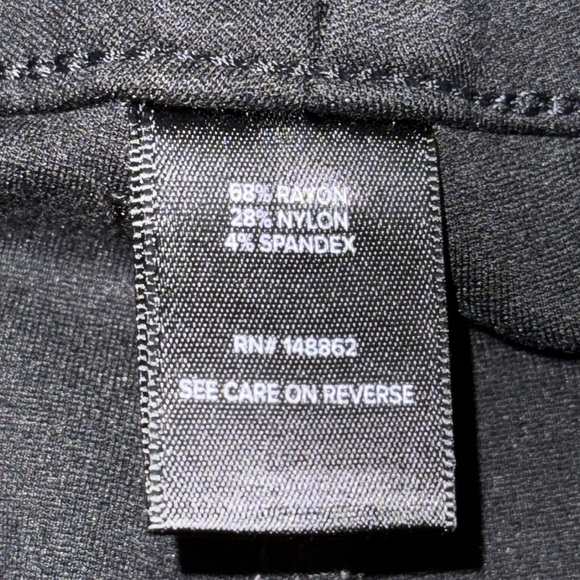 68% RAYON
28% NYLON
4% SPANDEX
RN# 148862
SEE CARE ON REVERSE